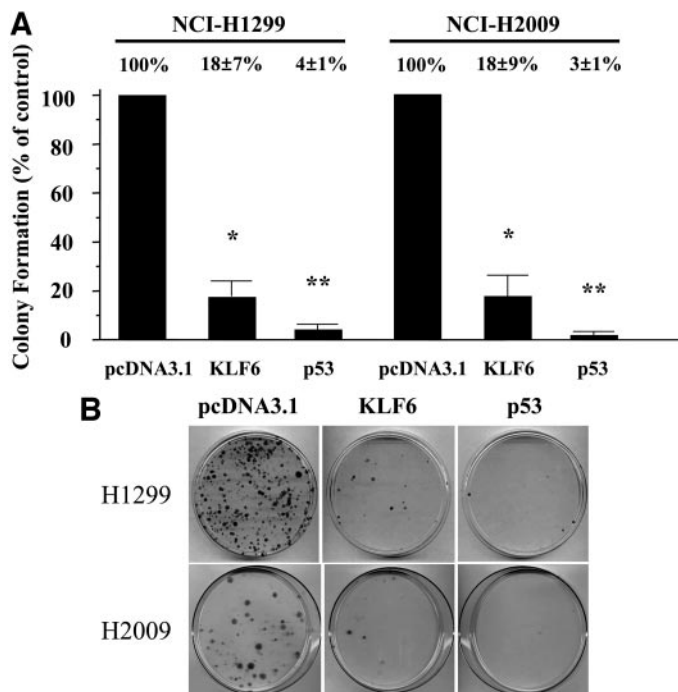 A
NCI-H1299 NCI-H2009
100% 18±7% 4±1% 100% 18±9% 3±1%
Colony Formation (% of control)
100
80
60
40
20
0
* ** * **
pcDNA3.1 KLF6 p53 pcDNA3.1 KLF6 p53
B
pcDNA3.1 KLF6 p53
H1299
H2009